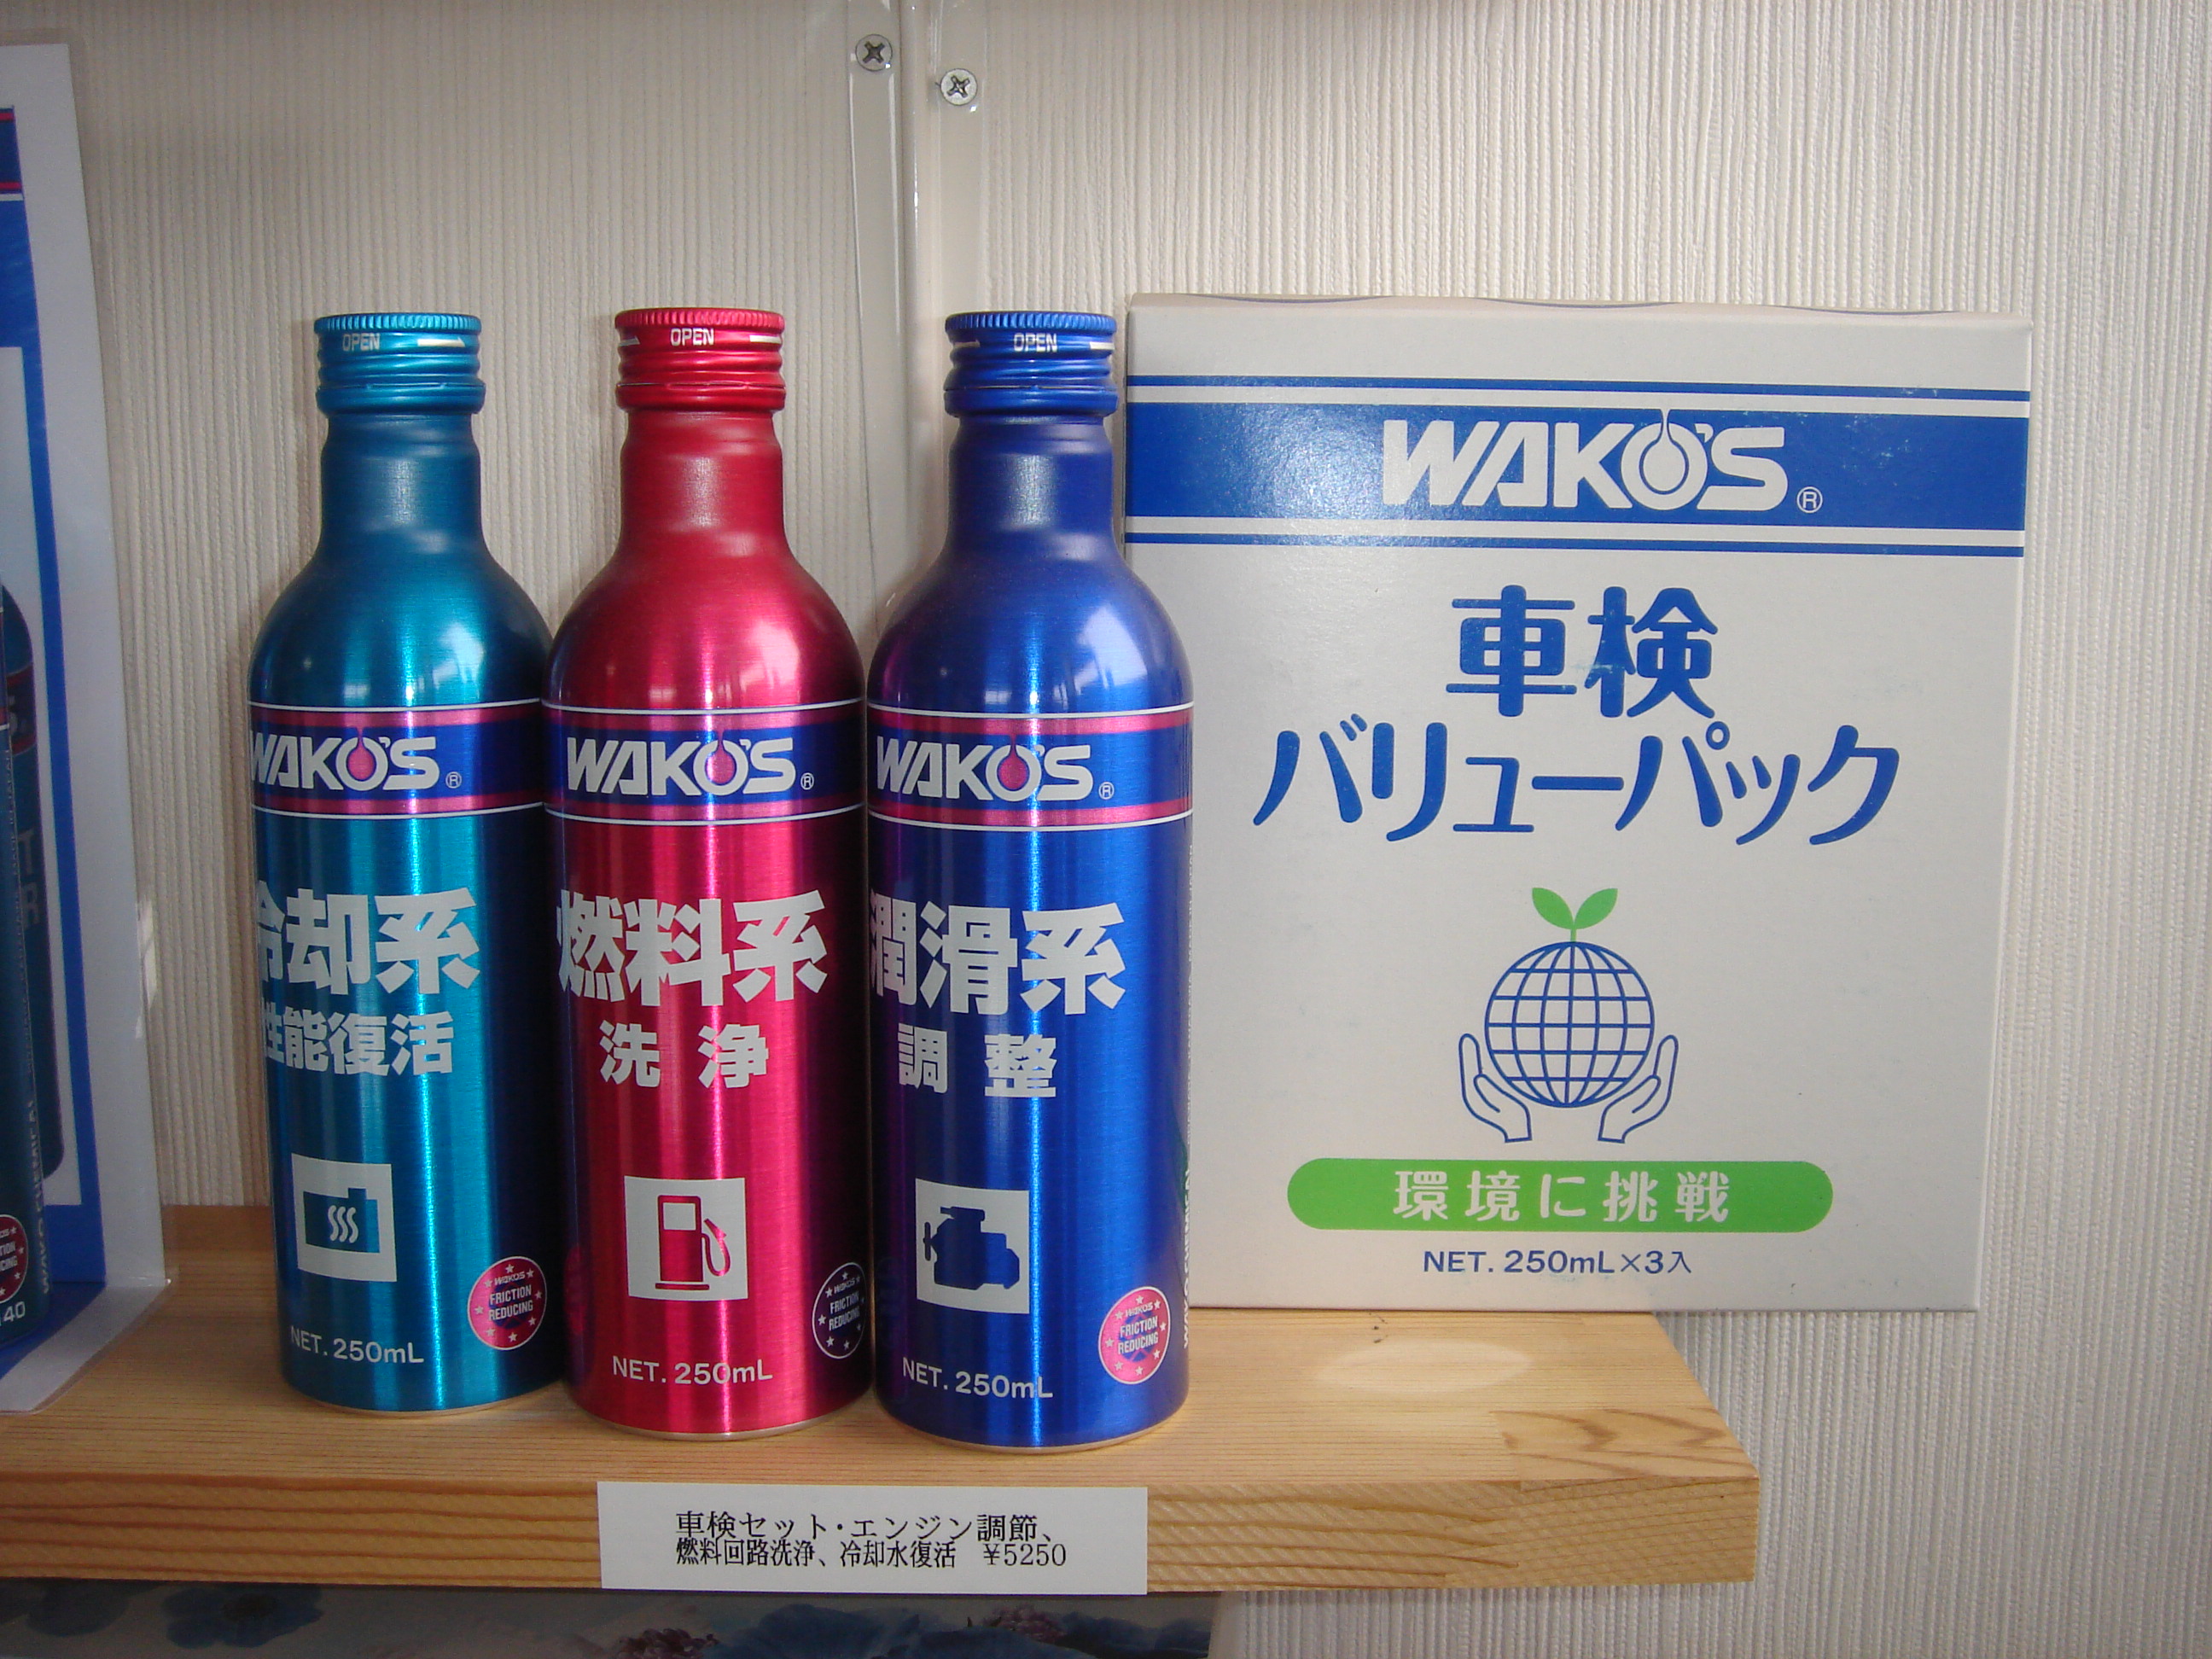 OPEN
WAKO'S®
冷却系
性能復活
WAKO'S
FRICTION
REDUCING
NET. 250mL
OPEN
WAKO'S®
燃料系
洗浄
WAKO'S
FRICTION
REDUCING
NET. 250mL
OPEN
WAKO'S®
潤滑系
調整
WAKO'S
FRICTION
REDUCING
NET. 250mL
WAKO'S®
車検
バリューパック
環境に挑戦
NET. 250mL×3入
車検セット・エンジン調節、
燃料回路洗浄、冷却水復活 ¥5250